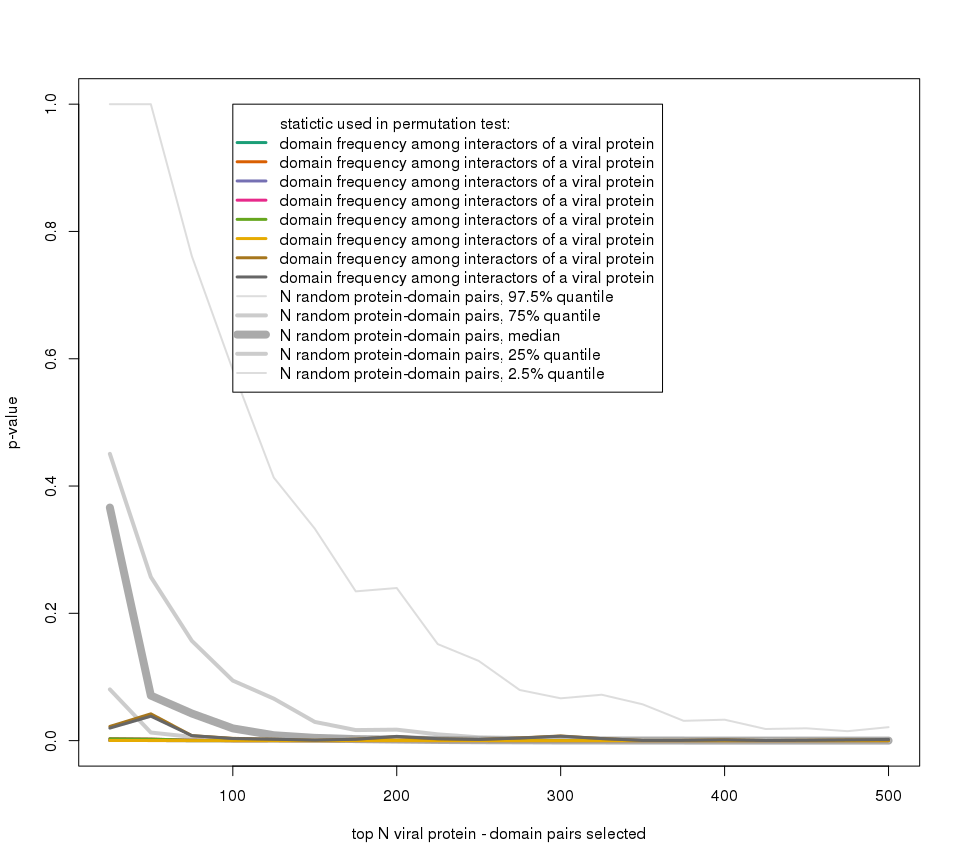 statictic used in permutation test:
domain frequency among interactors of a viral protein
domain frequency among interactors of a viral protein
domain frequency among interactors of a viral protein
domain frequency among interactors of a viral protein
domain frequency among interactors of a viral protein
domain frequency among interactors of a viral protein
domain frequency among interactors of a viral protein
domain frequency among interactors of a viral protein
N random protein-domain pairs, 97.5% quantile
N random protein-domain pairs, 75% quantile
N random protein-domain pairs, median
N random protein-domain pairs, 25% quantile
N random protein-domain pairs, 2.5% quantile
p-value
1.0
0.8
0.6
0.4
0.2
0.0
100 200 300 400 500
top N viral protein - domain pairs selected